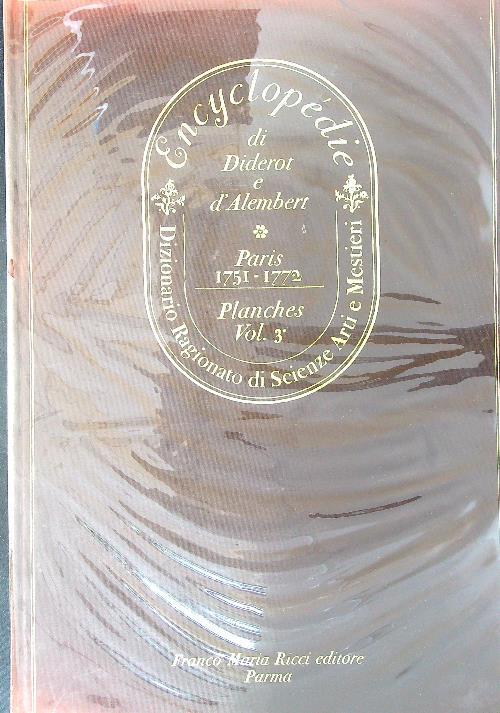 Encyclopédie
di
Diderot
e
d'Alembert
Paris
1751-1772
Planches
Vol. 3°
Dizionario Ragionato di Scienze Arti e Mestieri
Franco Maria Ricci editore
Parma